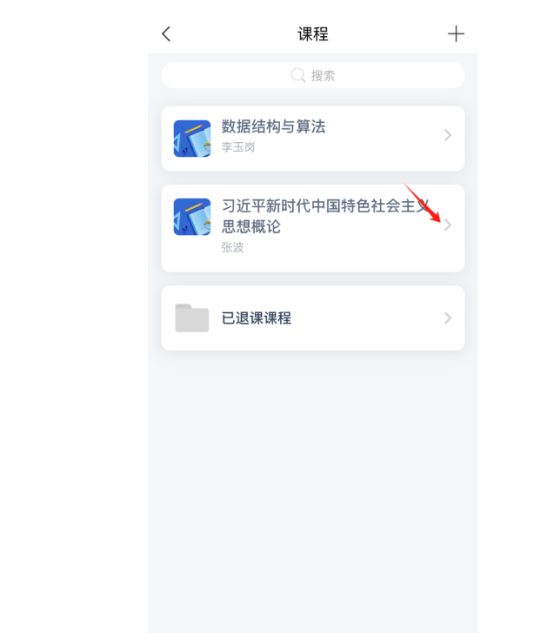 课程
搜索
数据结构与算法
李玉岗
习近平新时代中国特色社会主义
思想概论
张波
已退课课程